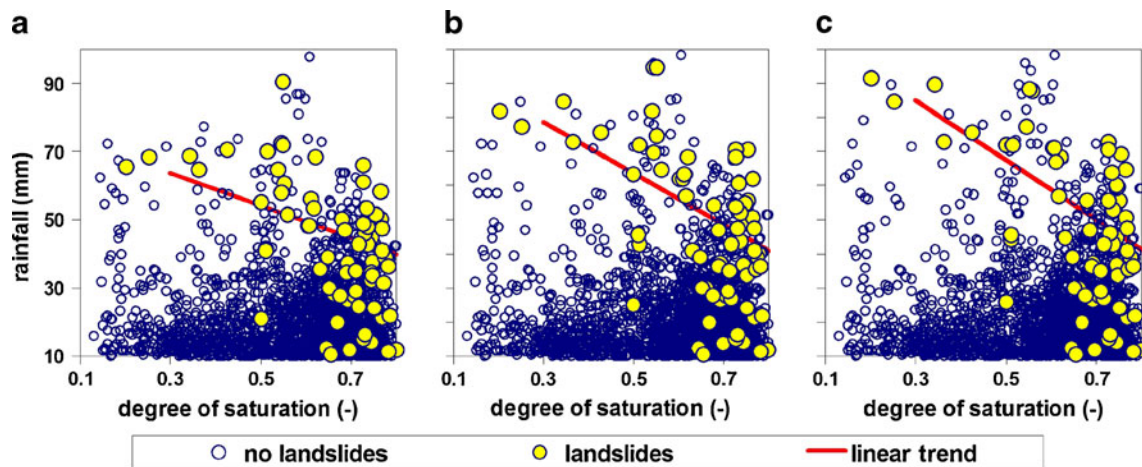 a
b
c
90
70
50
30
10
rainfall (mm)
0.1 0.3 0.5 0.7
0.1 0.3 0.5 0.7
0.1 0.3 0.5 0.7
degree of saturation (-)
degree of saturation (-)
degree of saturation (-)
no landslides landslides linear trend